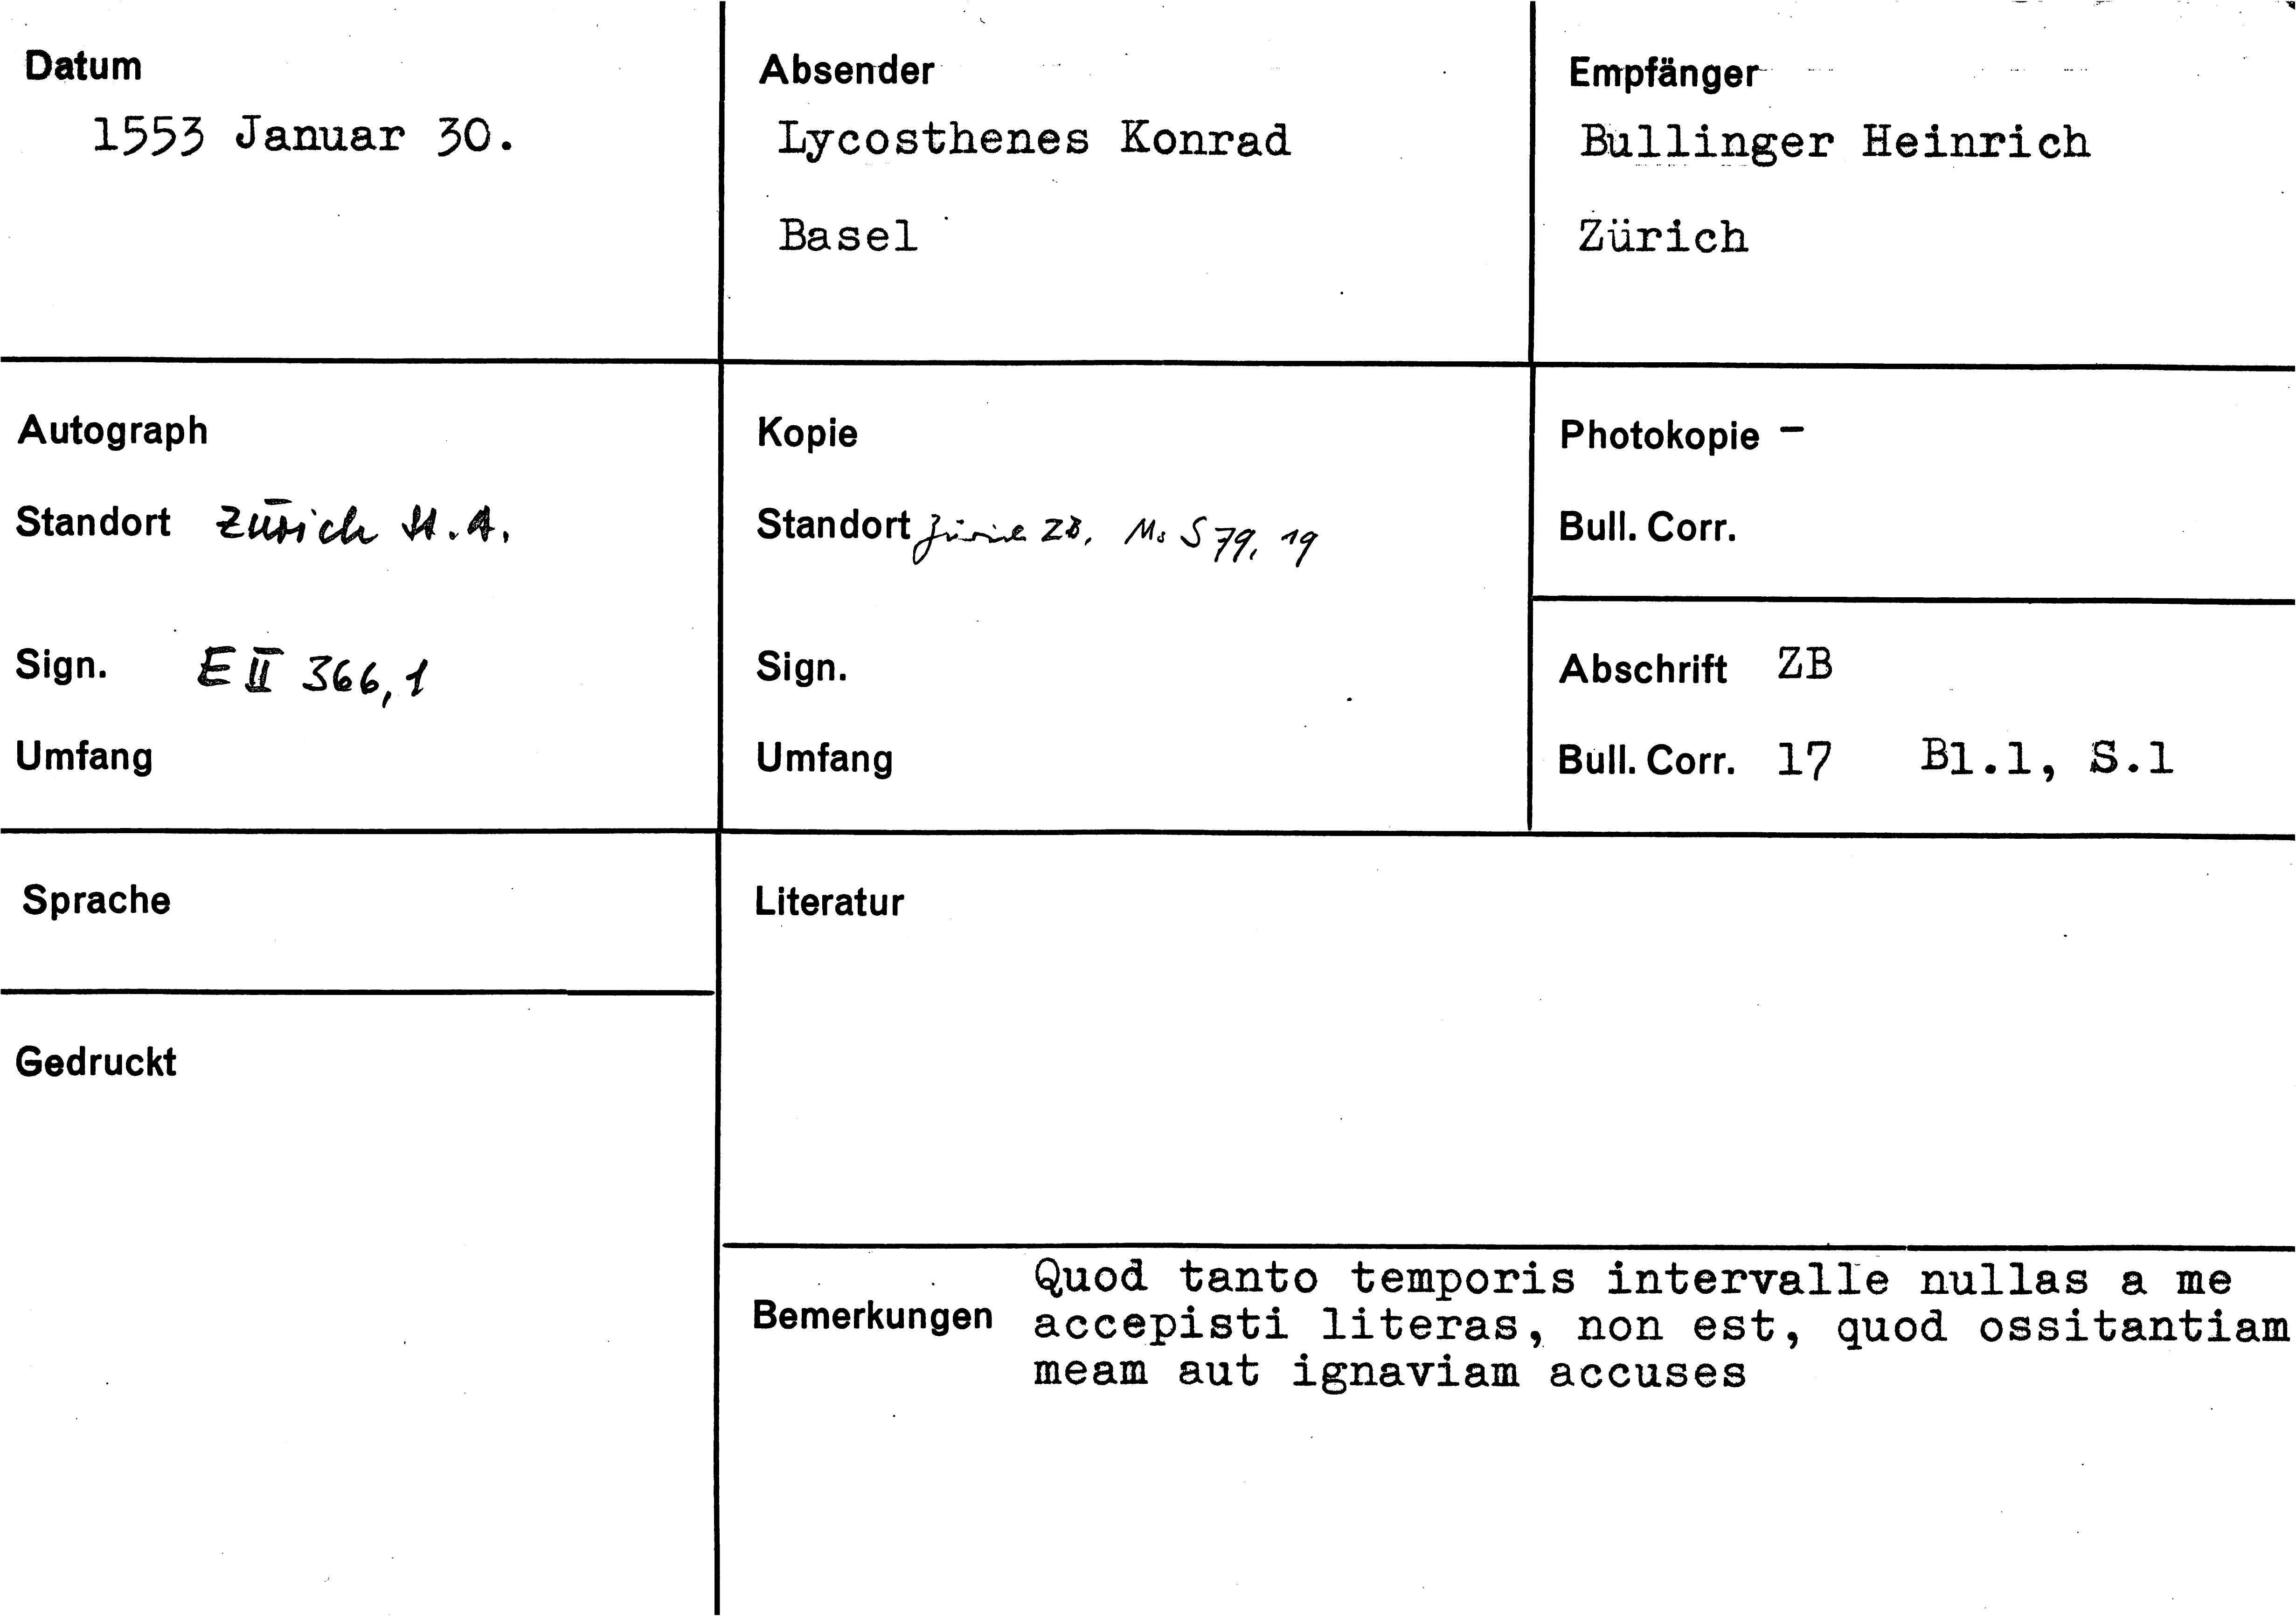 Datum
1553 Januar 30.
Absender
Lycosthenes Konrad
Basel
Empfänger
Bullinger Heinrich
Zürich
Autograph
Standort Zürich St.A.
Sign. E II 366,1
Umfang
Kopie
Standort Zürich ZB, Ms S 79, 19
Sign.
Umfang
Photokopie -
Bull. Corr.
Abschrift ZB
Bull. Corr. 17 Bl.1, S.1
Sprache
Gedruckt
Literatur
Bemerkungen
Quod tanto temporis intervalle nullas a me
accepisti literas, non est, quod ossitantiam
meam aut ignaviam accuses